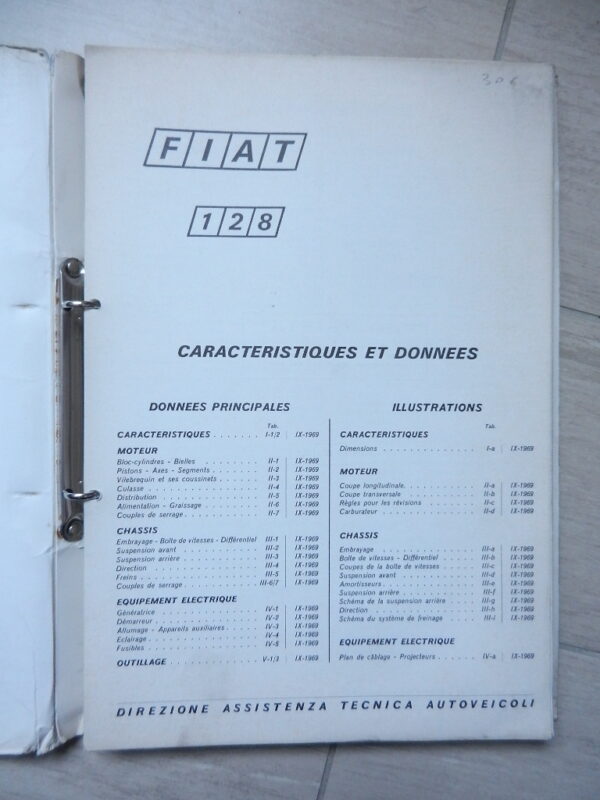 306
FIAT
128
CARACTERISTIQUES ET DONNEES
DONNEES PRINCIPALES
Tab.
CARACTERISTIQUES . . . . . . . I-1/2 IX-1969
MOTEUR
Bloc-cylindres - Bielles . . . . . . . II-1 IX-1969
Pistons - Axes - Segments . . . . . . . II-2 IX-1969
Vilebrequin et ses coussinets . . . . . . . II-3 IX-1969
Culasse . . . . . . . II-4 IX-1969
Distribution . . . . . . . II-5 IX-1969
Alimentation - Graissage . . . . . . . II-6 IX-1969
Couples de serrage . . . . . . . II-7 IX-1969
CHASSIS
Embrayage - Boîte de vitesses - Différentiel III-1 IX-1969
Suspension avant . . . . . . . III-2 IX-1969
Suspension arrière . . . . . . . III-3 IX-1969
Direction . . . . . . . III-4 IX-1969
Freins . . . . . . . III-5 IX-1969
Couples de serrage . . . . . . . III-6/7 IX-1969
EQUIPEMENT ELECTRIQUE
Génératrice . . . . . . . IV-1 IX-1969
Démarreur . . . . . . . IV-2 IX-1969
Allumage - Appareils auxiliaires . . . . . . . IV-3 IX-1969
Eclairage . . . . . . . IV-4 IX-1969
Fusibles . . . . . . . IV-5 IX-1969
OUTILLAGE . . . . . . . V-1/3 IX-1969
ILLUSTRATIONS
Tab.
CARACTERISTIQUES
Dimensions . . . . . . . I-a IX-1969
MOTEUR
Coupe longitudinale. . . . . . . II-a IX-1969
Coupe transversale . . . . . . . II-b IX-1969
Règles pour les révisions . . . . . . . II-c IX-1969
Carburateur . . . . . . . II-d IX-1969
CHASSIS
Embrayage . . . . . . . III-a IX-1969
Boîte de vitesses - Différentiel . . . . . . . III-b IX-1969
Coupes de la boîte de vitesses . . . . . . . III-c IX-1969
Suspension avant . . . . . . . III-d IX-1969
Amortisseurs . . . . . . . III-e IX-1969
Suspension arrière . . . . . . . III-f IX-1969
Schéma de la suspension arrière . . . . . . . III-g IX-1969
Direction . . . . . . . III-h IX-1969
Schéma du système de freinage . . . . . . . III-i IX-1969
EQUIPEMENT ELECTRIQUE
Plan de câblage - Projecteurs . . . . . . . IV-a IX-1969
DIREZIONE ASSISTENZA TECNICA AUTOVEICOLI